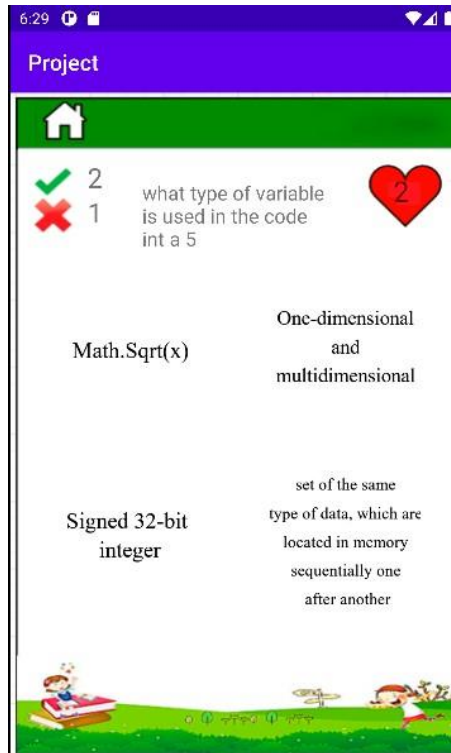 6:29
Project
2
1
2
what type of variable
is used in the code
int a 5
Math.Sqrt(x)
One-dimensional
and
multidimensional
Signed 32-bit
integer
set of the same
type of data, which are
located in memory
sequentially one
after another